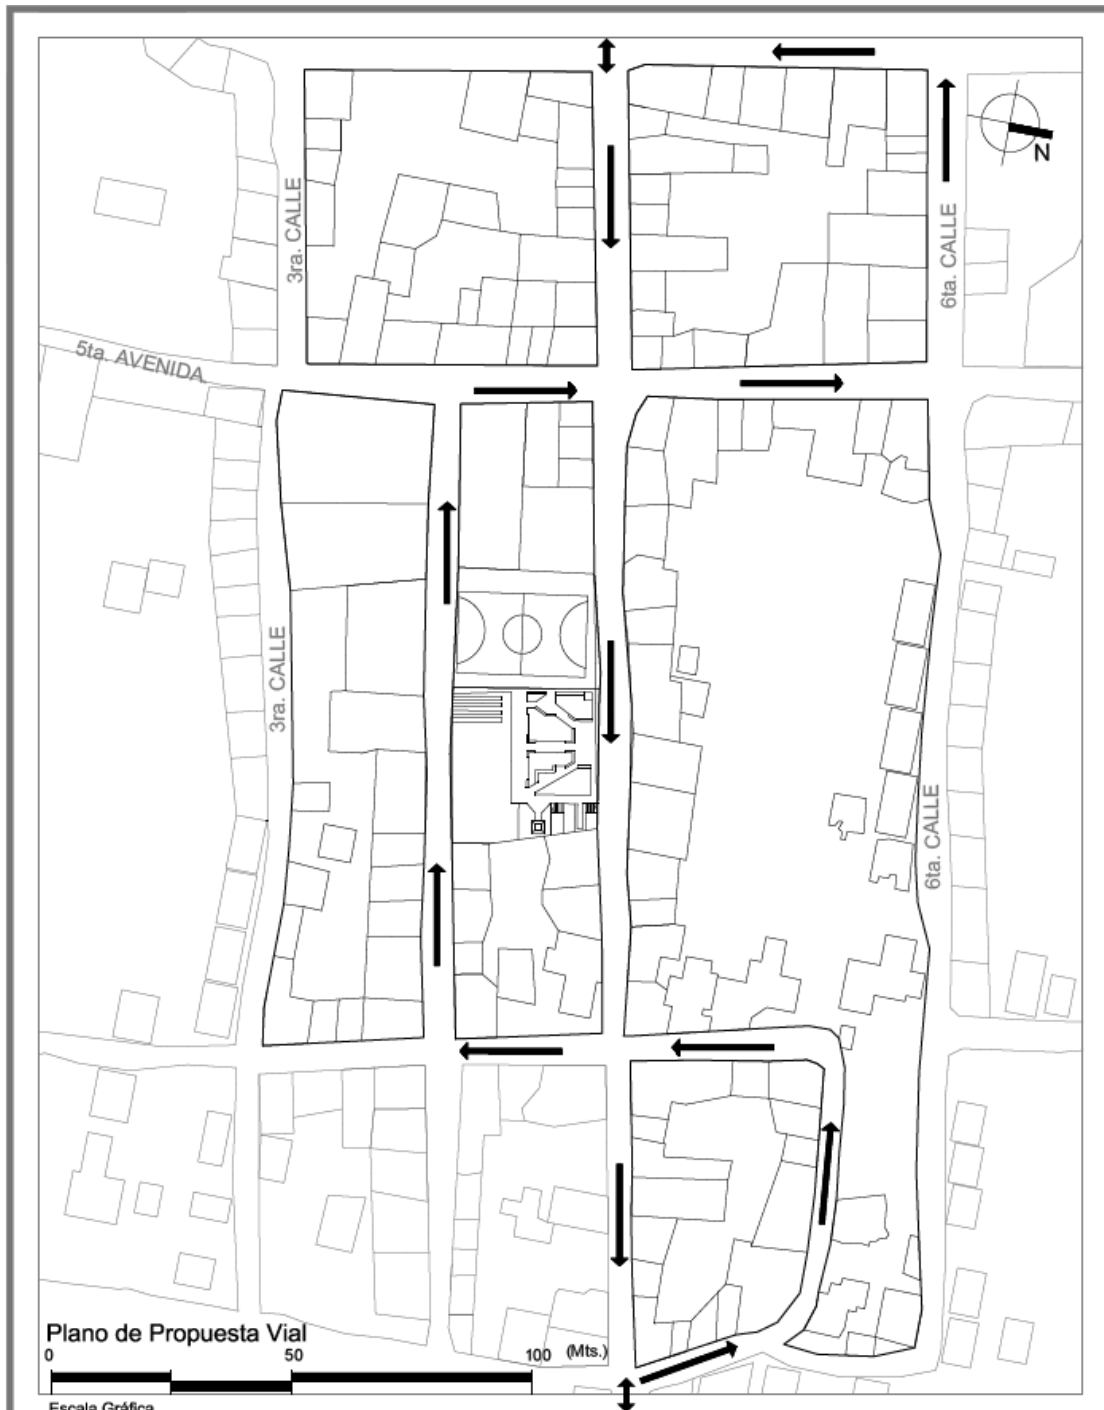 N
3ra. CALLE
6ta. CALLE
5ta. AVENIDA
3ra. CALLE
6ta. CALLE
Plano de Propuesta Vial
0 50 100 (Mts.)
Escala Gráfica